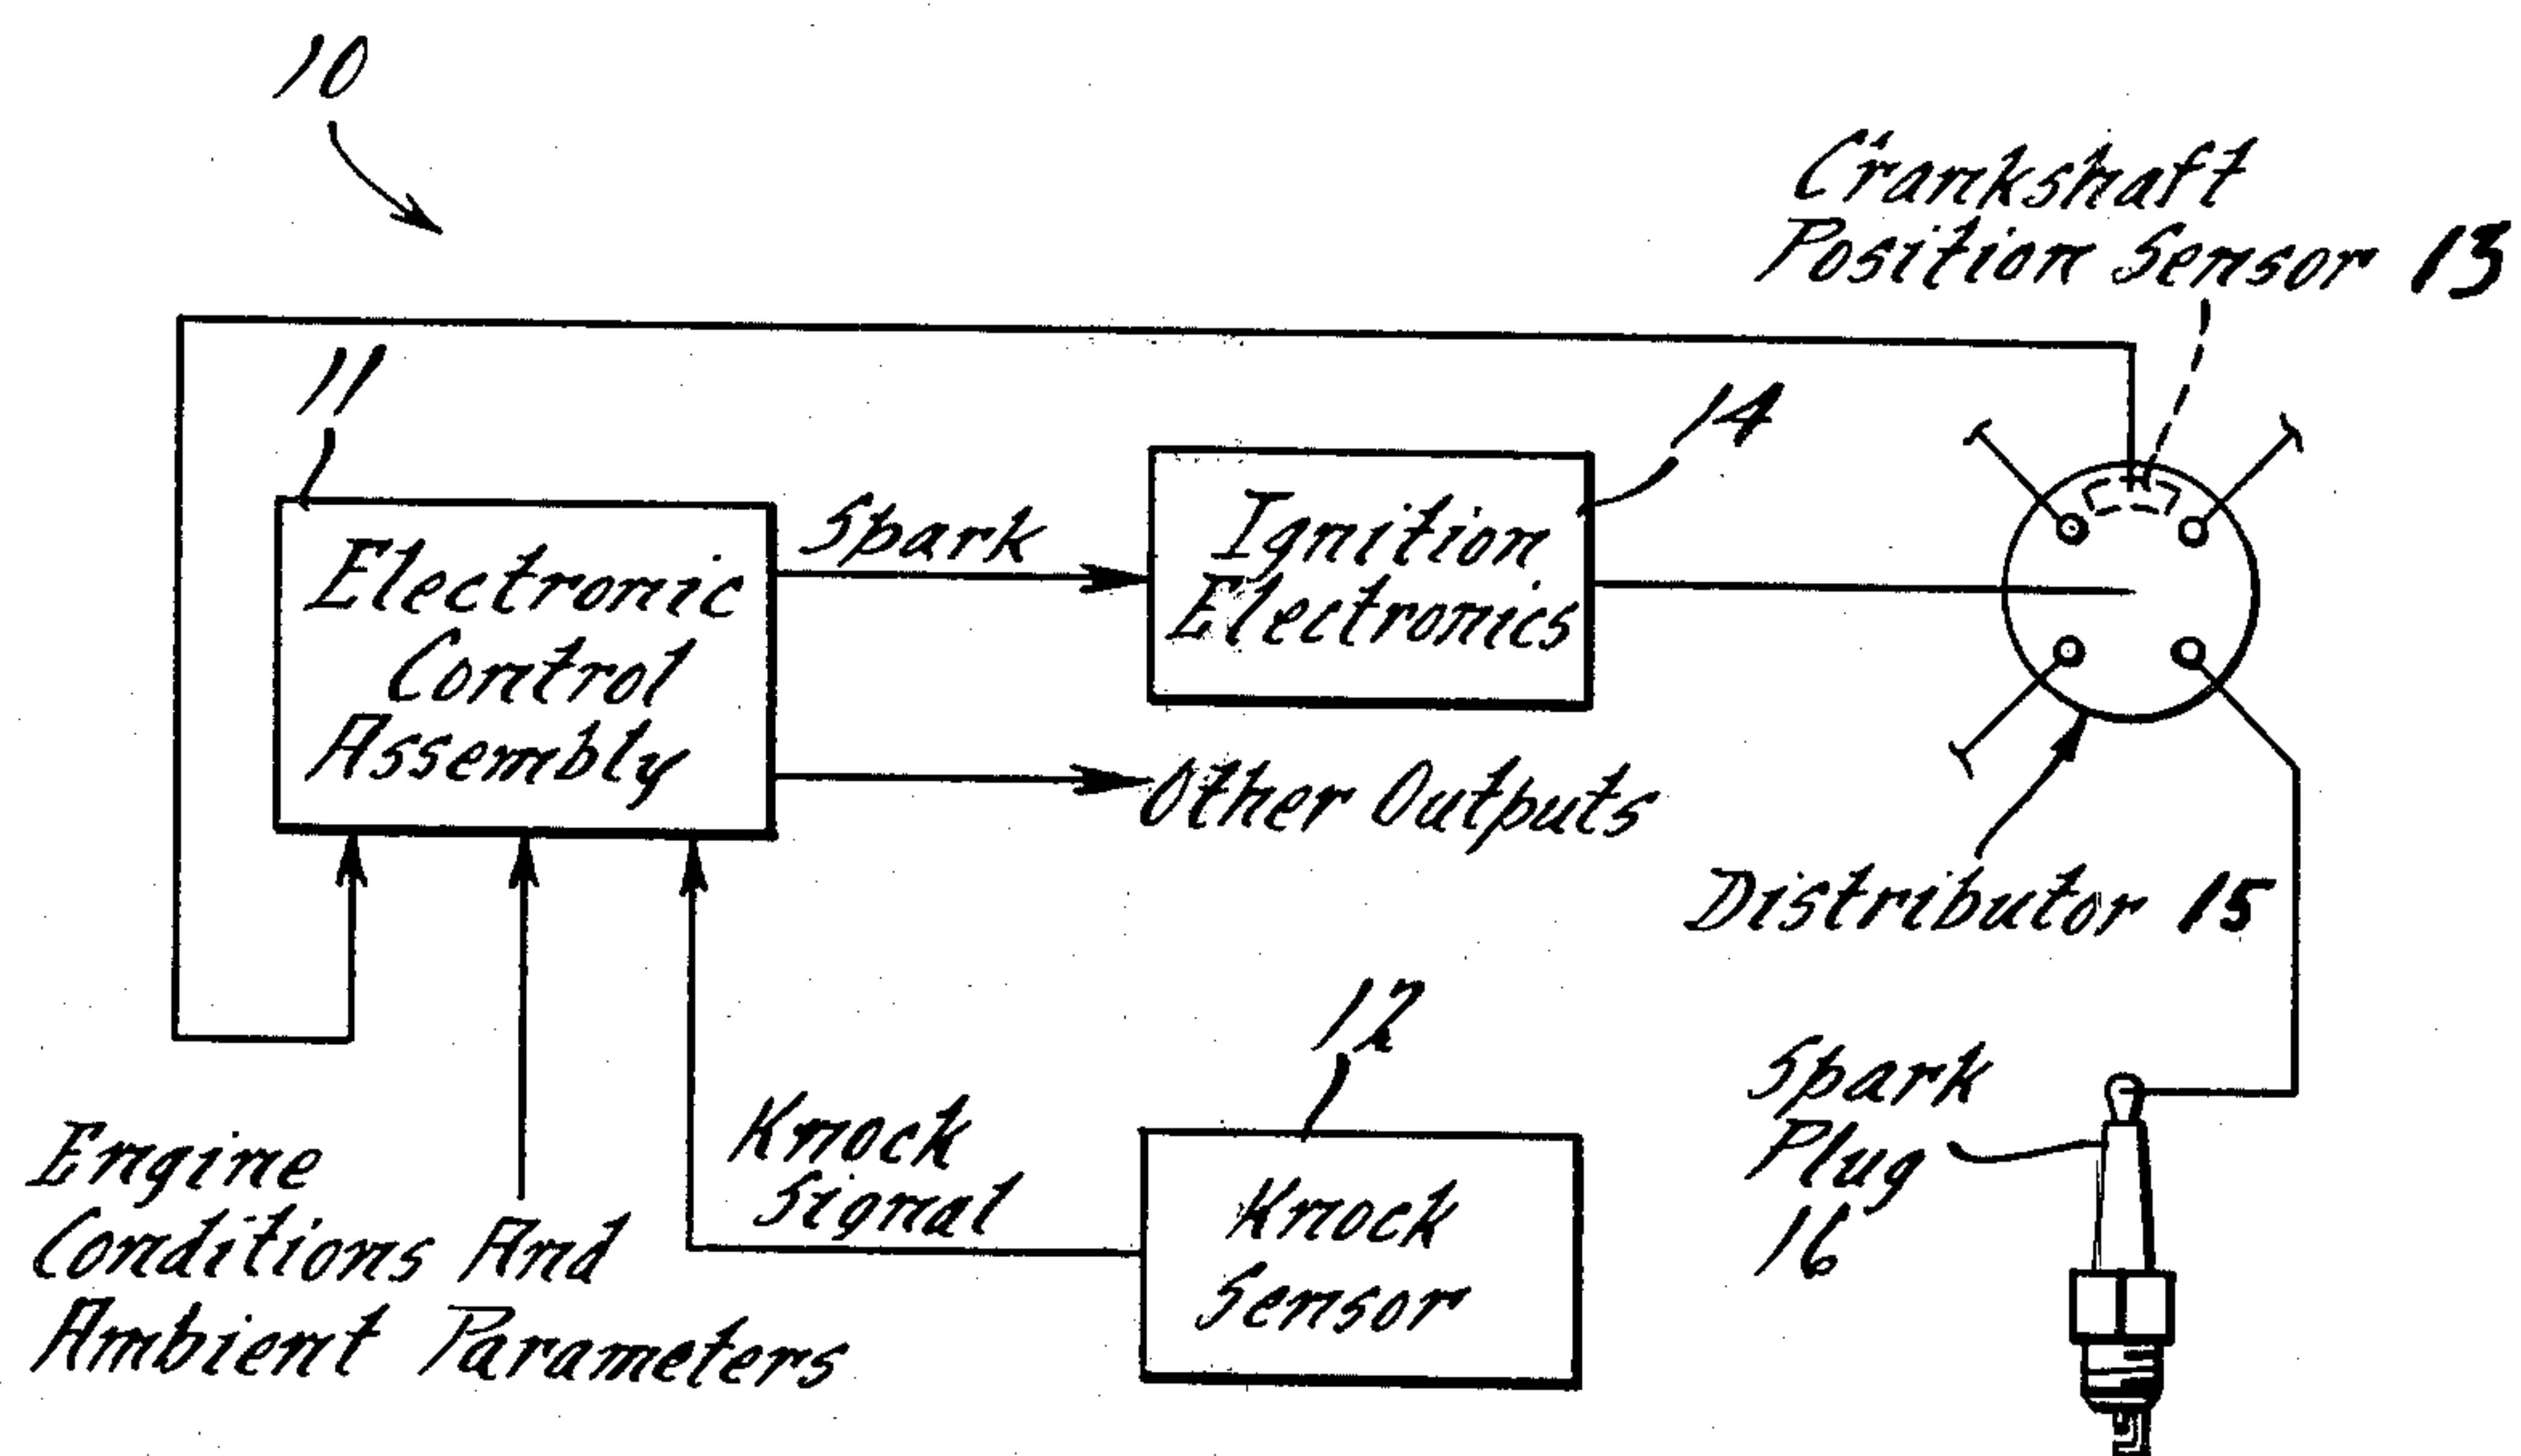 10
Crankshaft
Position Sensor 13
11
14
Spark
Ignition
Electronics
Electronic
Control
Assembly
Other Outputs
Distributor 15
12
Knock
Signal
Knock
Sensor
Spark
Plug
16
Engine
Conditions And
Ambient Parameters